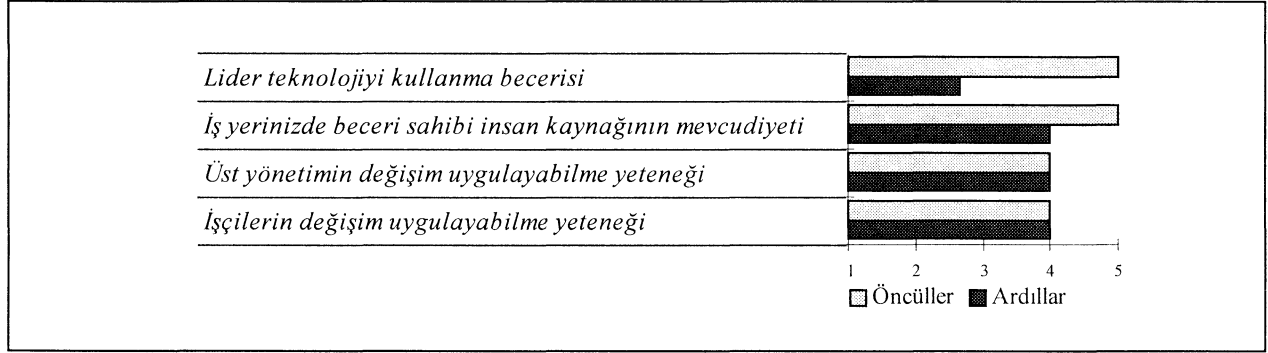 Lider teknolojiyi kullanma becerisi
İş yerinizde beceri sahibi insan kaynağının mevcudiyeti
Üst yönetimin değişim uygulayabilme yeteneği
İşçilerin değişim uygulayabilme yeteneği
1 2 3 4 5
Öncüller Ardıllar